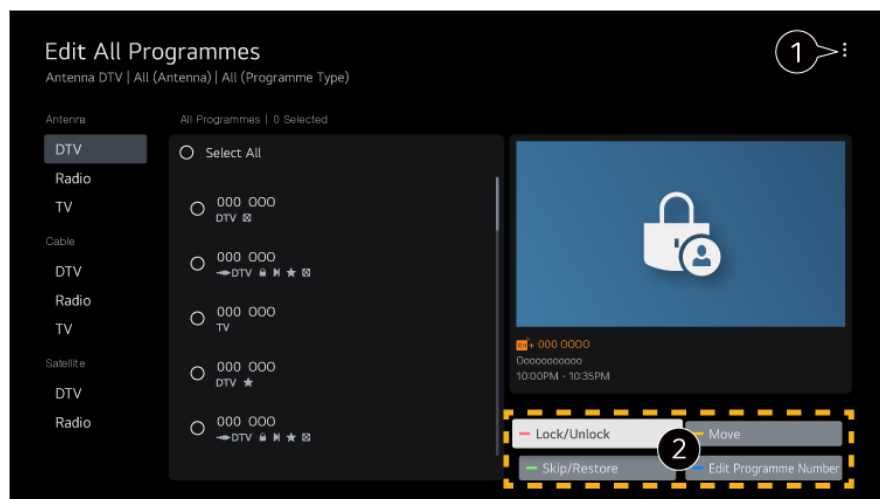 Edit All Programmes
1
Antenna DTV | All (Antenna) | All (Programme Type)
Antenna
DTV
Radio
TV
Cable
DTV
Radio
TV
Satellite
DTV
Radio
All Programmes | 0 Selected
Select All
000 000
DTV
000 000
DTV
000 000
TV
000 000
DTV
000 000
DTV
+ 000 0000
Oooooooooooo
10:00PM - 10:35PM
Lock/Unlock
Move
2
Skip/Restore
Edit Programme Number